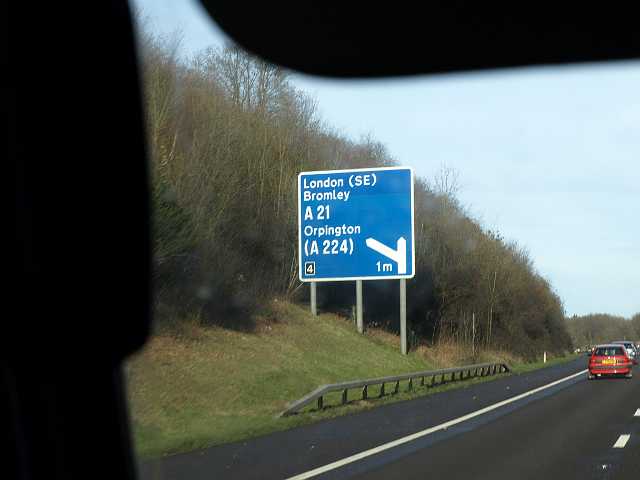 London (SE)
Bromley
A 21
Orpington
(A 224)
4 1m